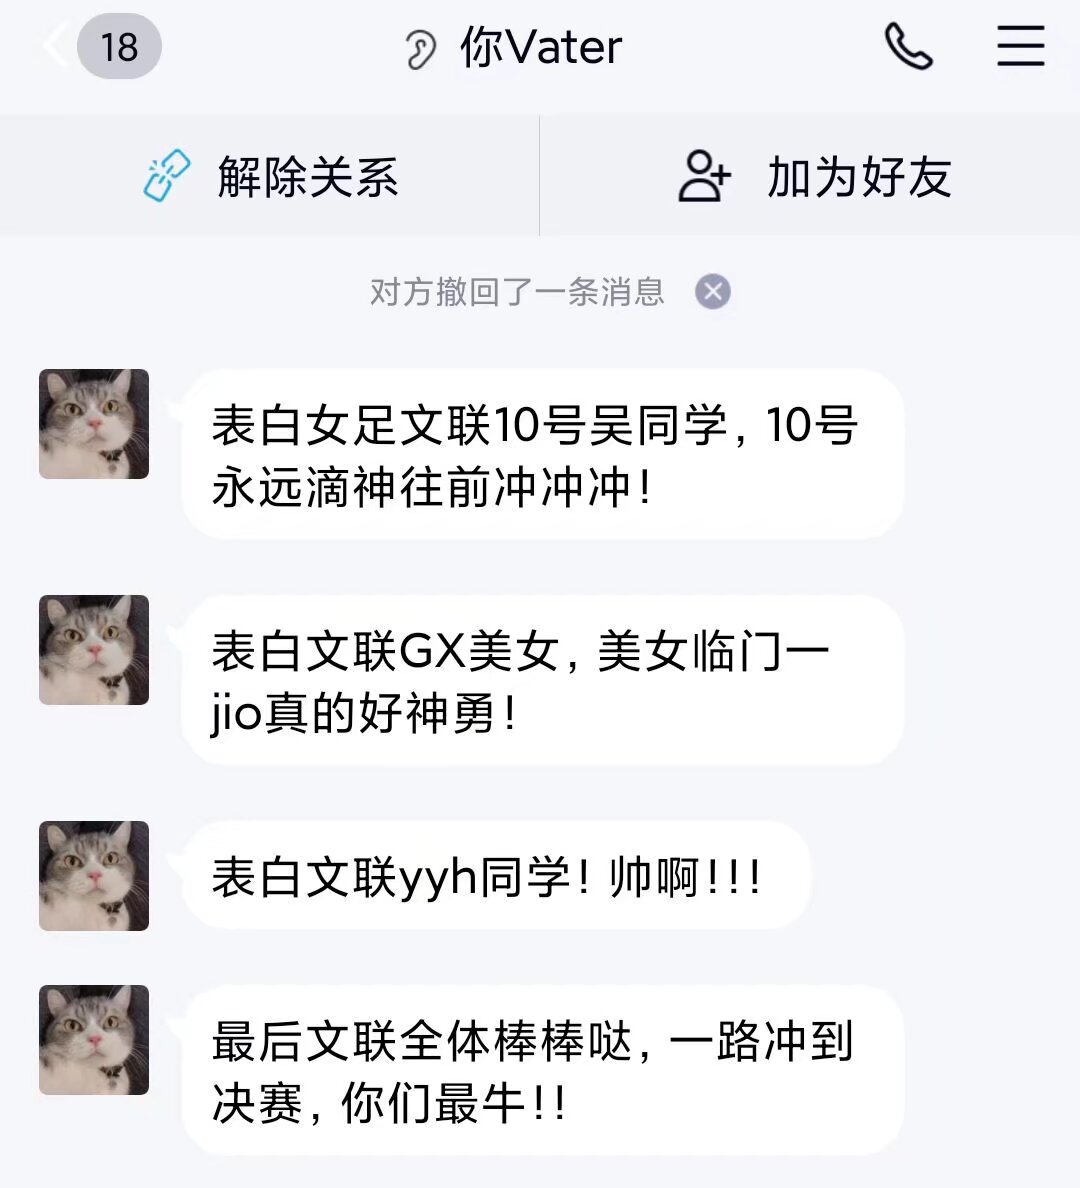 18
你Vater
解除关系
加为好友
对方撤回了一条消息
表白女足文联10号吴同学，10号
永远滴神往前冲冲冲！
表白文联GX美女，美女临门一
jio真的好神勇！
表白文联yyh同学！帅啊！！！
最后文联全体棒棒哒，一路冲到
决赛，你们最牛！！